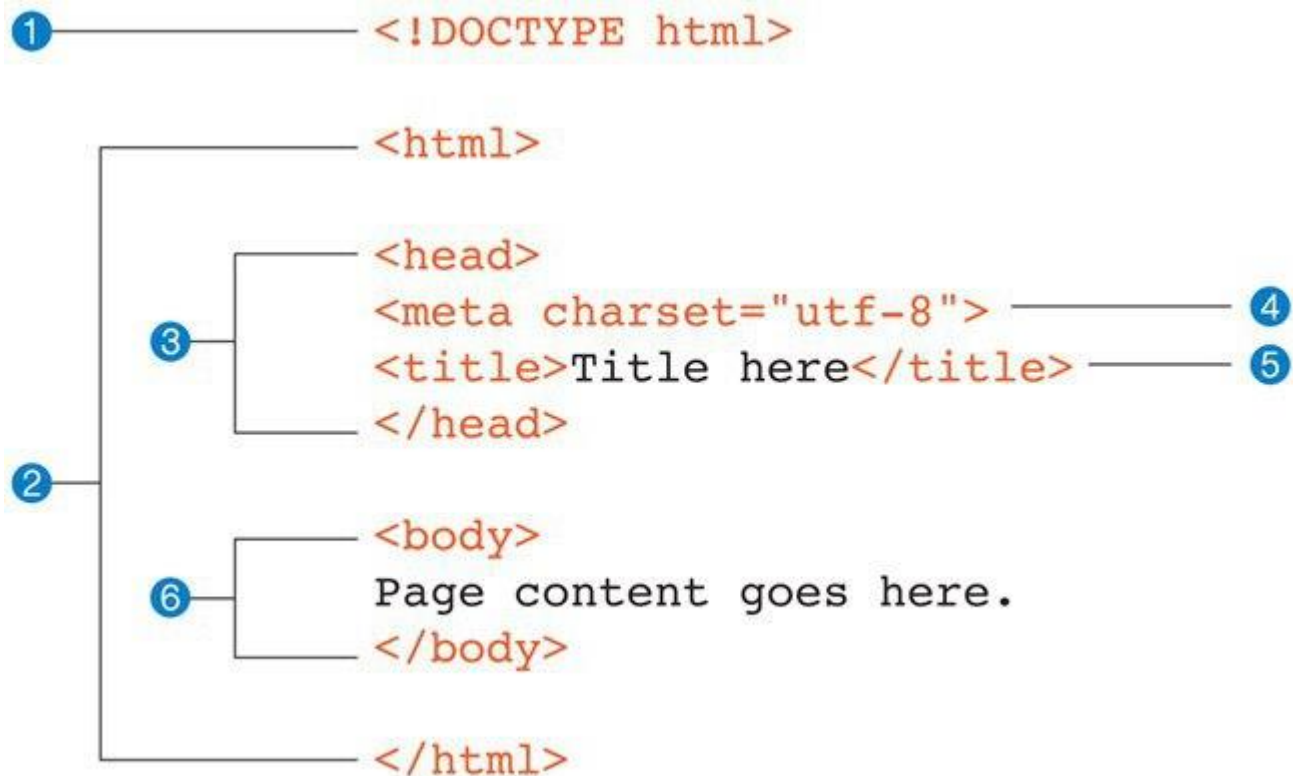 1 <!DOCTYPE html>
<html>
<head>
<meta charset="utf-8"> 4
3
<title>Title here</title> 5
</head>
2
<body>
6 Page content goes here.
</body>
</html>